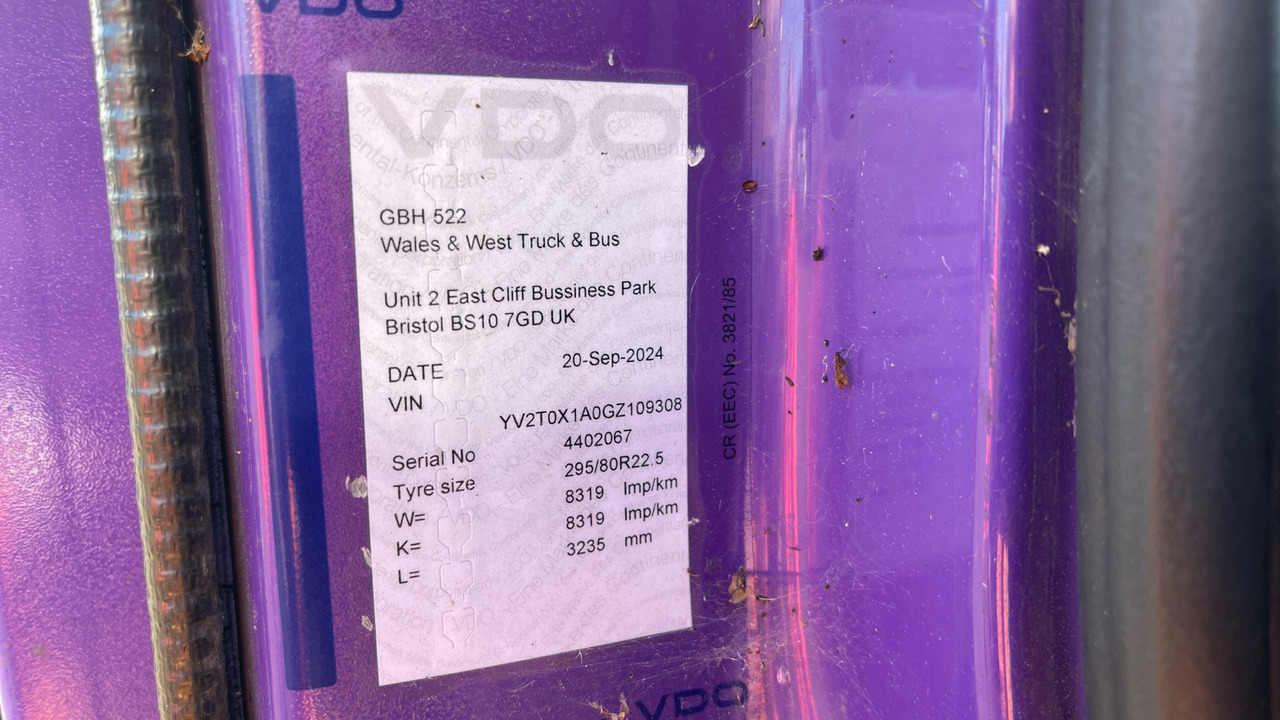 VDO
VDO
GBH 522
Wales & West Truck & Bus
Unit 2 East Cliff Bussiness Park
Bristol BS10 7GD UK
DATE 20-Sep-2024
VIN YV2T0X1A0GZ109308
Serial No 4402067
Tyre size 295/80R22.5
W= 8319 Imp/km
K= 8319 Imp/km
L= 3235 mm
CR (EEC) No. 3821/85
VDO